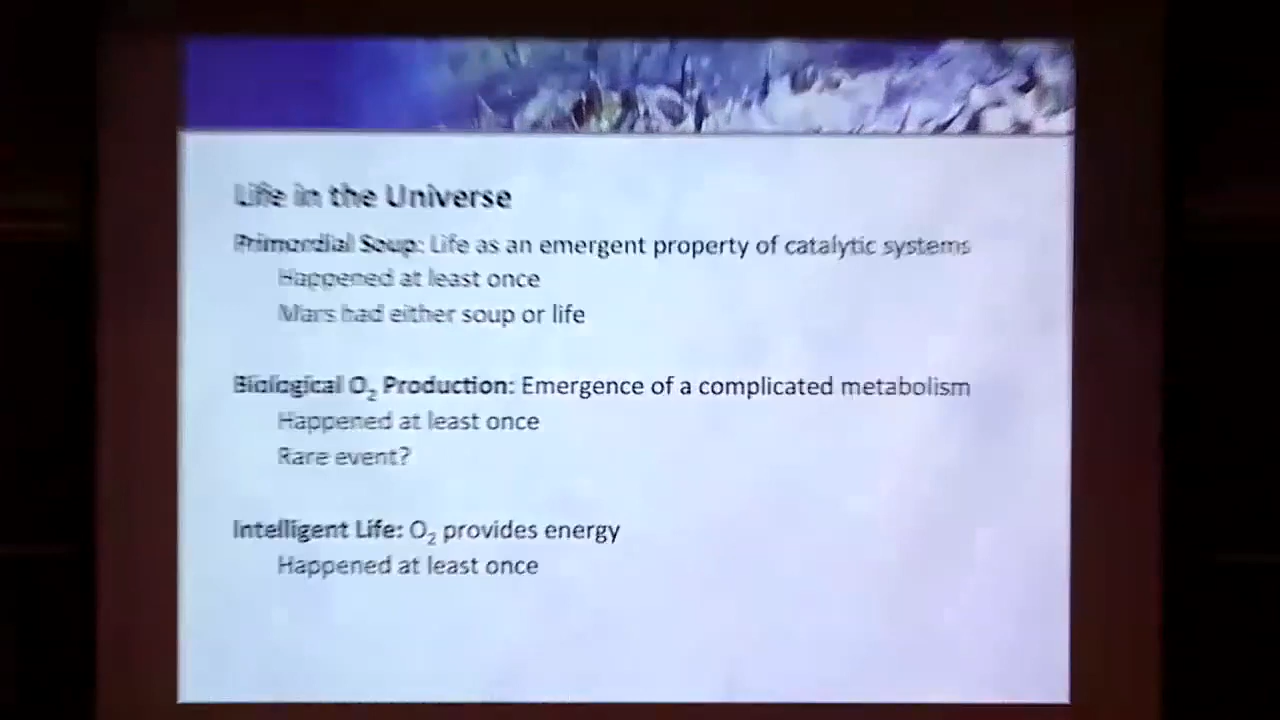 Life in the Universe
Primordial Soup: Life as an emergent property of catalytic systems
Happened at least once
Mars had either soup or life
Biological O₂ Production: Emergence of a complicated metabolism
Happened at least once
Rare event?
Intelligent Life: O₂ provides energy
Happened at least once